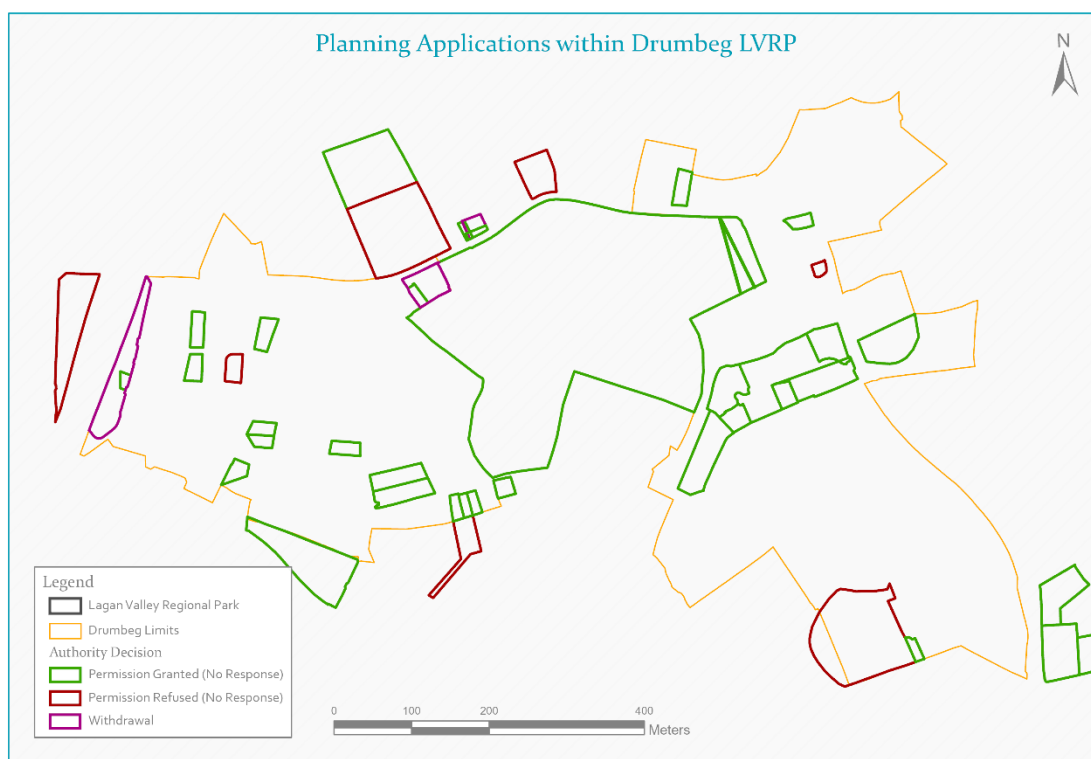 Planning Applications within Drumbeg LVRP
N
Legend
Lagan Valley Regional Park
Drumbeg Limits
Authority Decision
Permission Granted (No Response)
Permission Refused (No Response)
Withdrawal
0 100 200 400
Meters